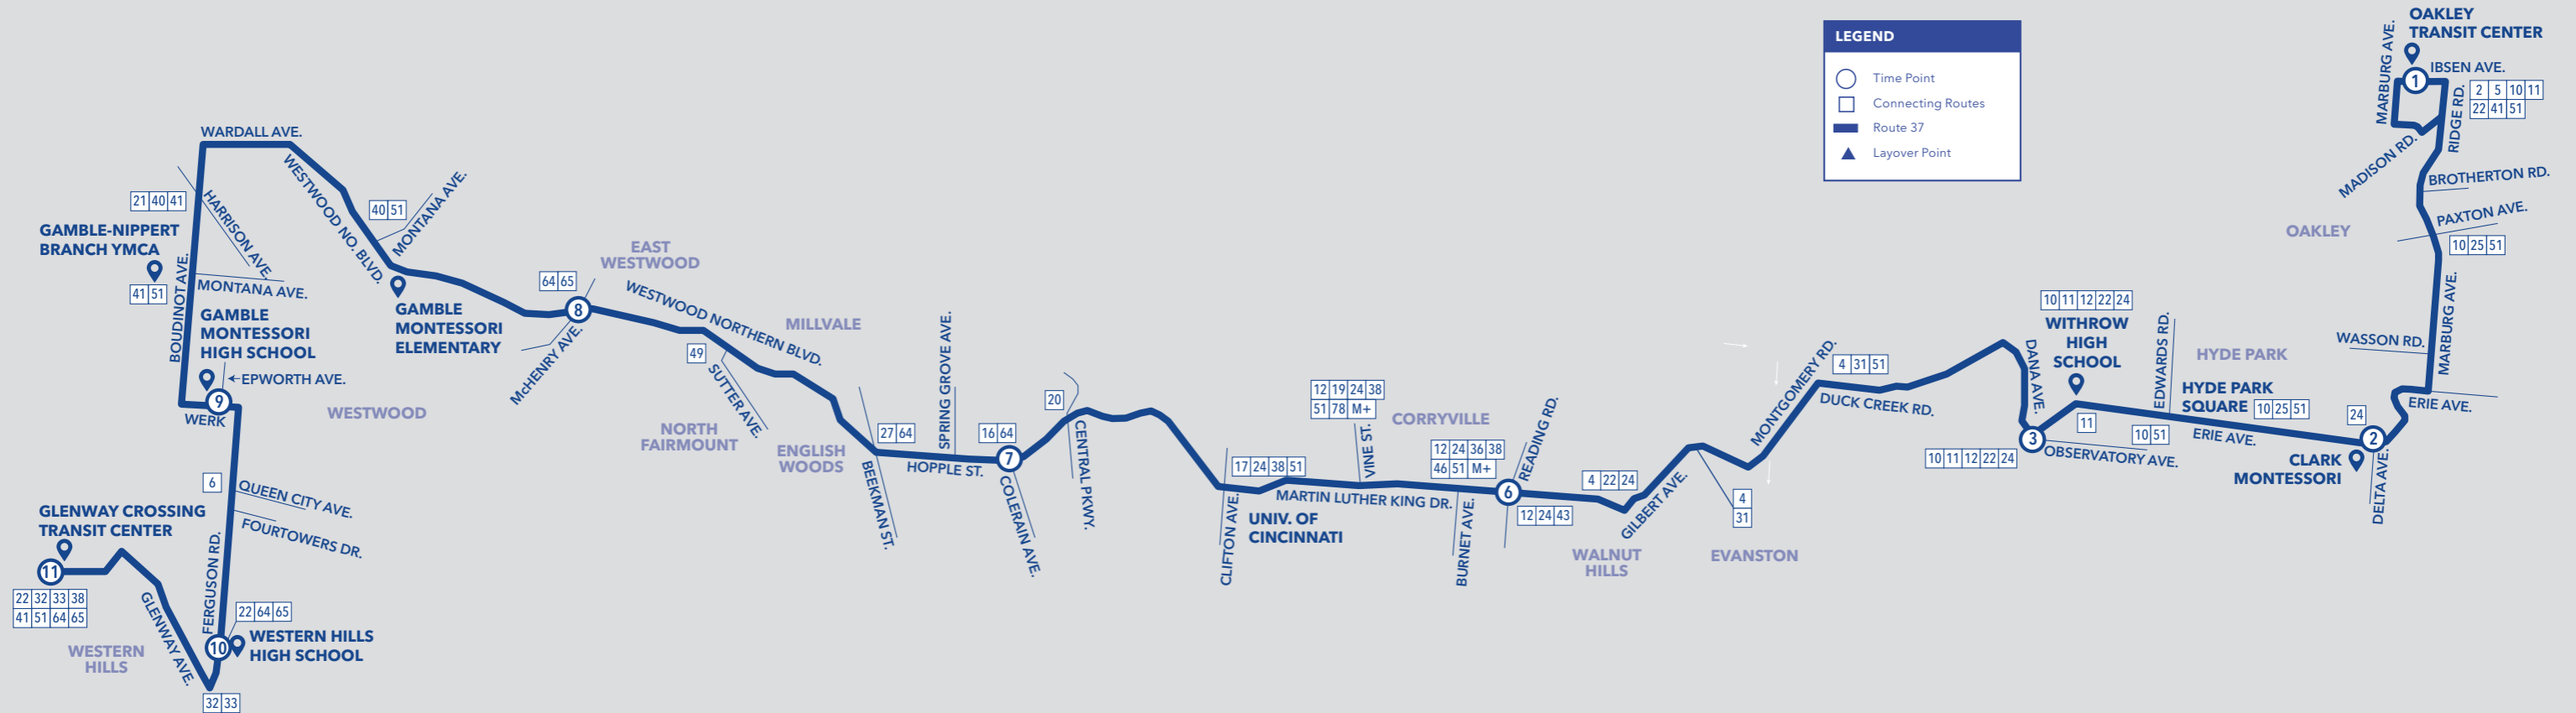 OAKLEY
TRANSIT CENTER
MARBURG AVE.
1
IBSEN AVE.
2 5 10 11
22 41 51
RIDGE RD.
MADISON RD.
BROTHERTON RD.
PAXTON AVE.
OAKLEY
10 25 51
WASSON RD.
MARBURG AVE.
ERIE AVE.
LEGEND
Time Point
Connecting Routes
Route 37
Layover Point
24
2
CLARK
MONTESSORI
DELTA AVE.
HYDE PARK
HYDE PARK
SQUARE
10 25 51
ERIE AVE.
EDWARDS RD.
10 51
11
10 11 12 22 24
WITHROW
HIGH
SCHOOL
DANA AVE.
3
OBSERVATORY AVE.
10 11 12 22 24
4 31 51
DUCK CREEK RD.
MONTGOMERY RD.
4
31
EVANSTON
GILBERT AVE.
4 22 24
WALNUT
HILLS
READING RD.
6
12 24 43
12 24 36 38
46 51 M+
BURNET AVE.
CORRYVILLE
12 19 24 38
51 78 M+
VINE ST.
MARTIN LUTHER KING DR.
17 24 38 51
UNIV. OF
CINCINNATI
CLIFTON AVE.
20
CENTRAL PKWY.
16 64
7
COLERAIN AVE.
SPRING GROVE AVE.
HOPPLE ST.
27 64
BEEKMAN ST.
MILLVALE
ENGLISH
WOODS
WESTWOOD NORTHERN BLVD.
49
SUTTER AVE.
NORTH
FAIRMOUNT
EAST
WESTWOOD
64 65
8
McHENRY AVE.
40 51
MONTANA AVE.
GAMBLE
MONTESSORI
ELEMENTARY
WESTWOOD NO. BLVD.
WARDALL AVE.
21 40 41
HARRISON AVE.
GAMBLE-NIPPERT
BRANCH YMCA
41 51
BOUDINOT AVE.
MONTANA AVE.
GAMBLE
MONTESSORI
HIGH SCHOOL
EPWORTH AVE.
9
WERK
WESTWOOD
6
QUEEN CITY AVE.
FOURTOWERS DR.
FERGUSON RD.
22 64 65
10
WESTERN HILLS
HIGH SCHOOL
32 33
GLENWAY AVE.
GLENWAY CROSSING
TRANSIT CENTER
11
22 32 33 38
41 51 64 65
WESTERN
HILLS